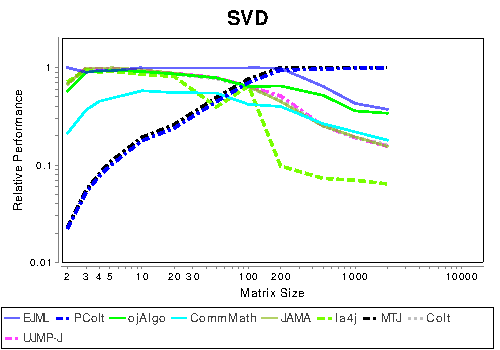 SVD
Relative Performance
1
0.1
0.01
2 3 4 5 10 20 30 100 200 1000 10000
Matrix Size
EJML PColt ojAlgo CommMath JAMA la4j MTJ Colt
UJMP-J